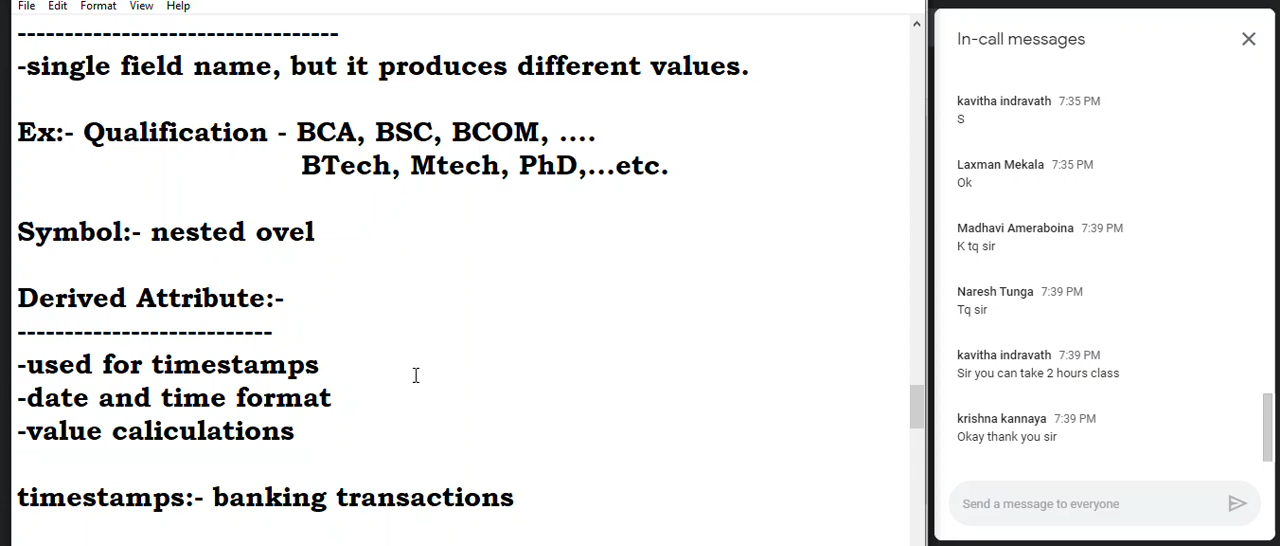 File Edit Format View Help
---------------------------------
-single field name, but it produces different values.
Ex:- Qualification - BCA, BSC, BCOM, ....
BTech, Mtech, PhD,...etc.
Symbol:- nested ovel
Derived Attribute:-
--------------------------
-used for timestamps
-date and time format
-value caliculations
timestamps:- banking transactions
In-call messages
kavitha indravath 7:35 PM
S
Laxman Mekala 7:35 PM
Ok
Madhavi Ameraboina 7:39 PM
K tq sir
Naresh Tunga 7:39 PM
Tq sir
kavitha indravath 7:39 PM
Sir you can take 2 hours class
krishna kannaya 7:39 PM
Okay thank you sir
Send a message to everyone